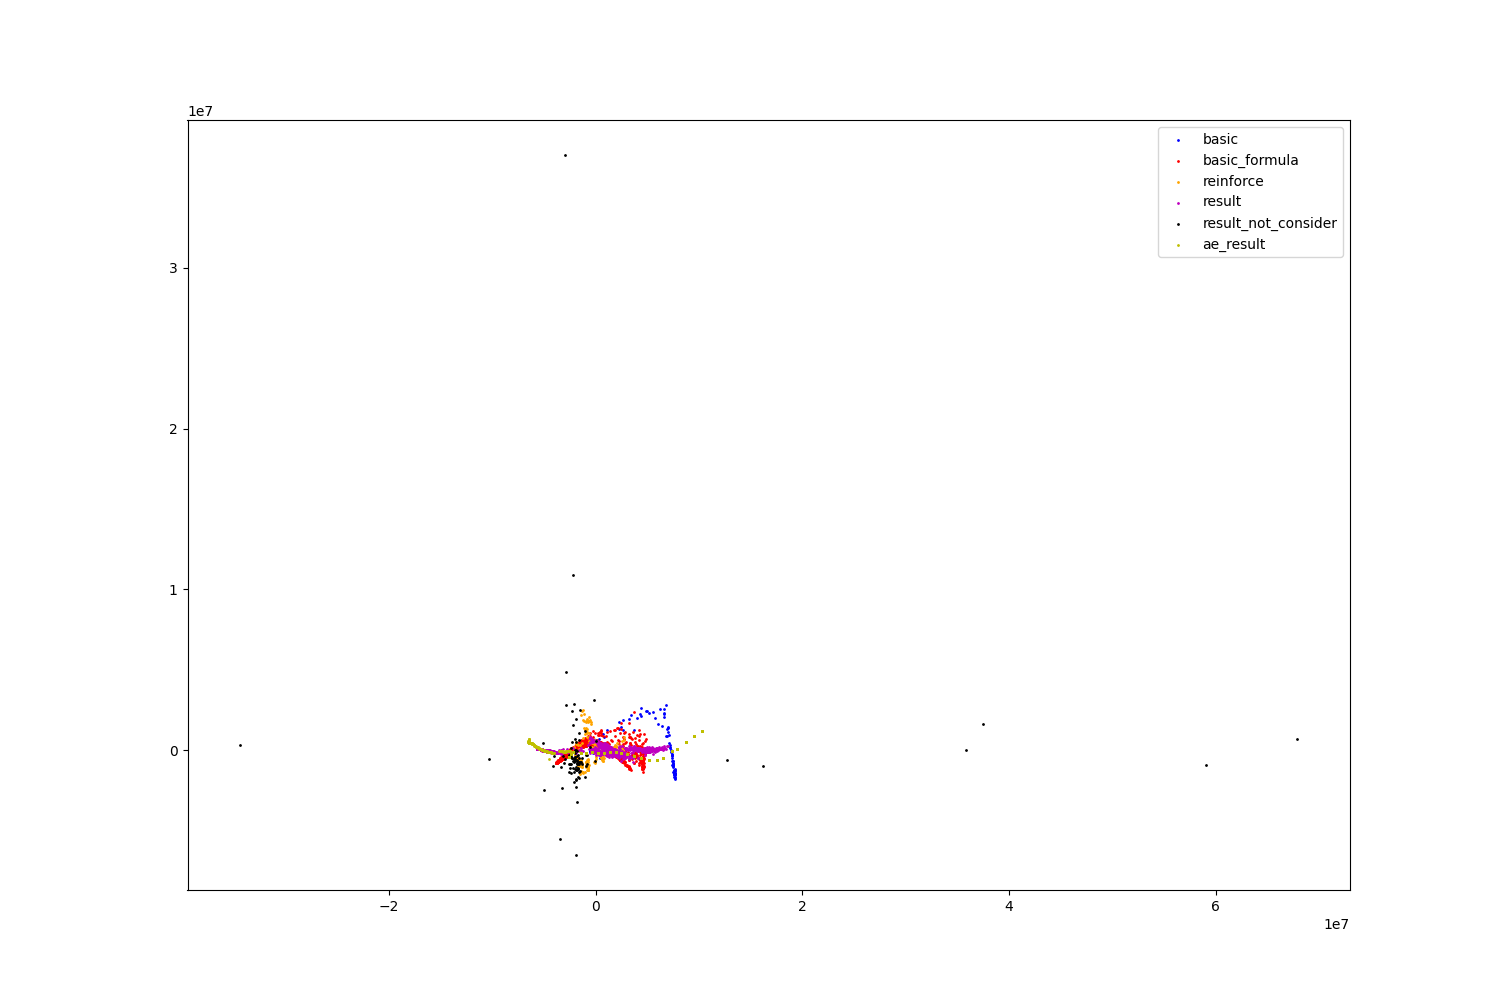 1e7
basic
basic_formula
reinforce
result
result_not_consider
ae_result
3
2
1
0
−2 0 2 4 6
1e7